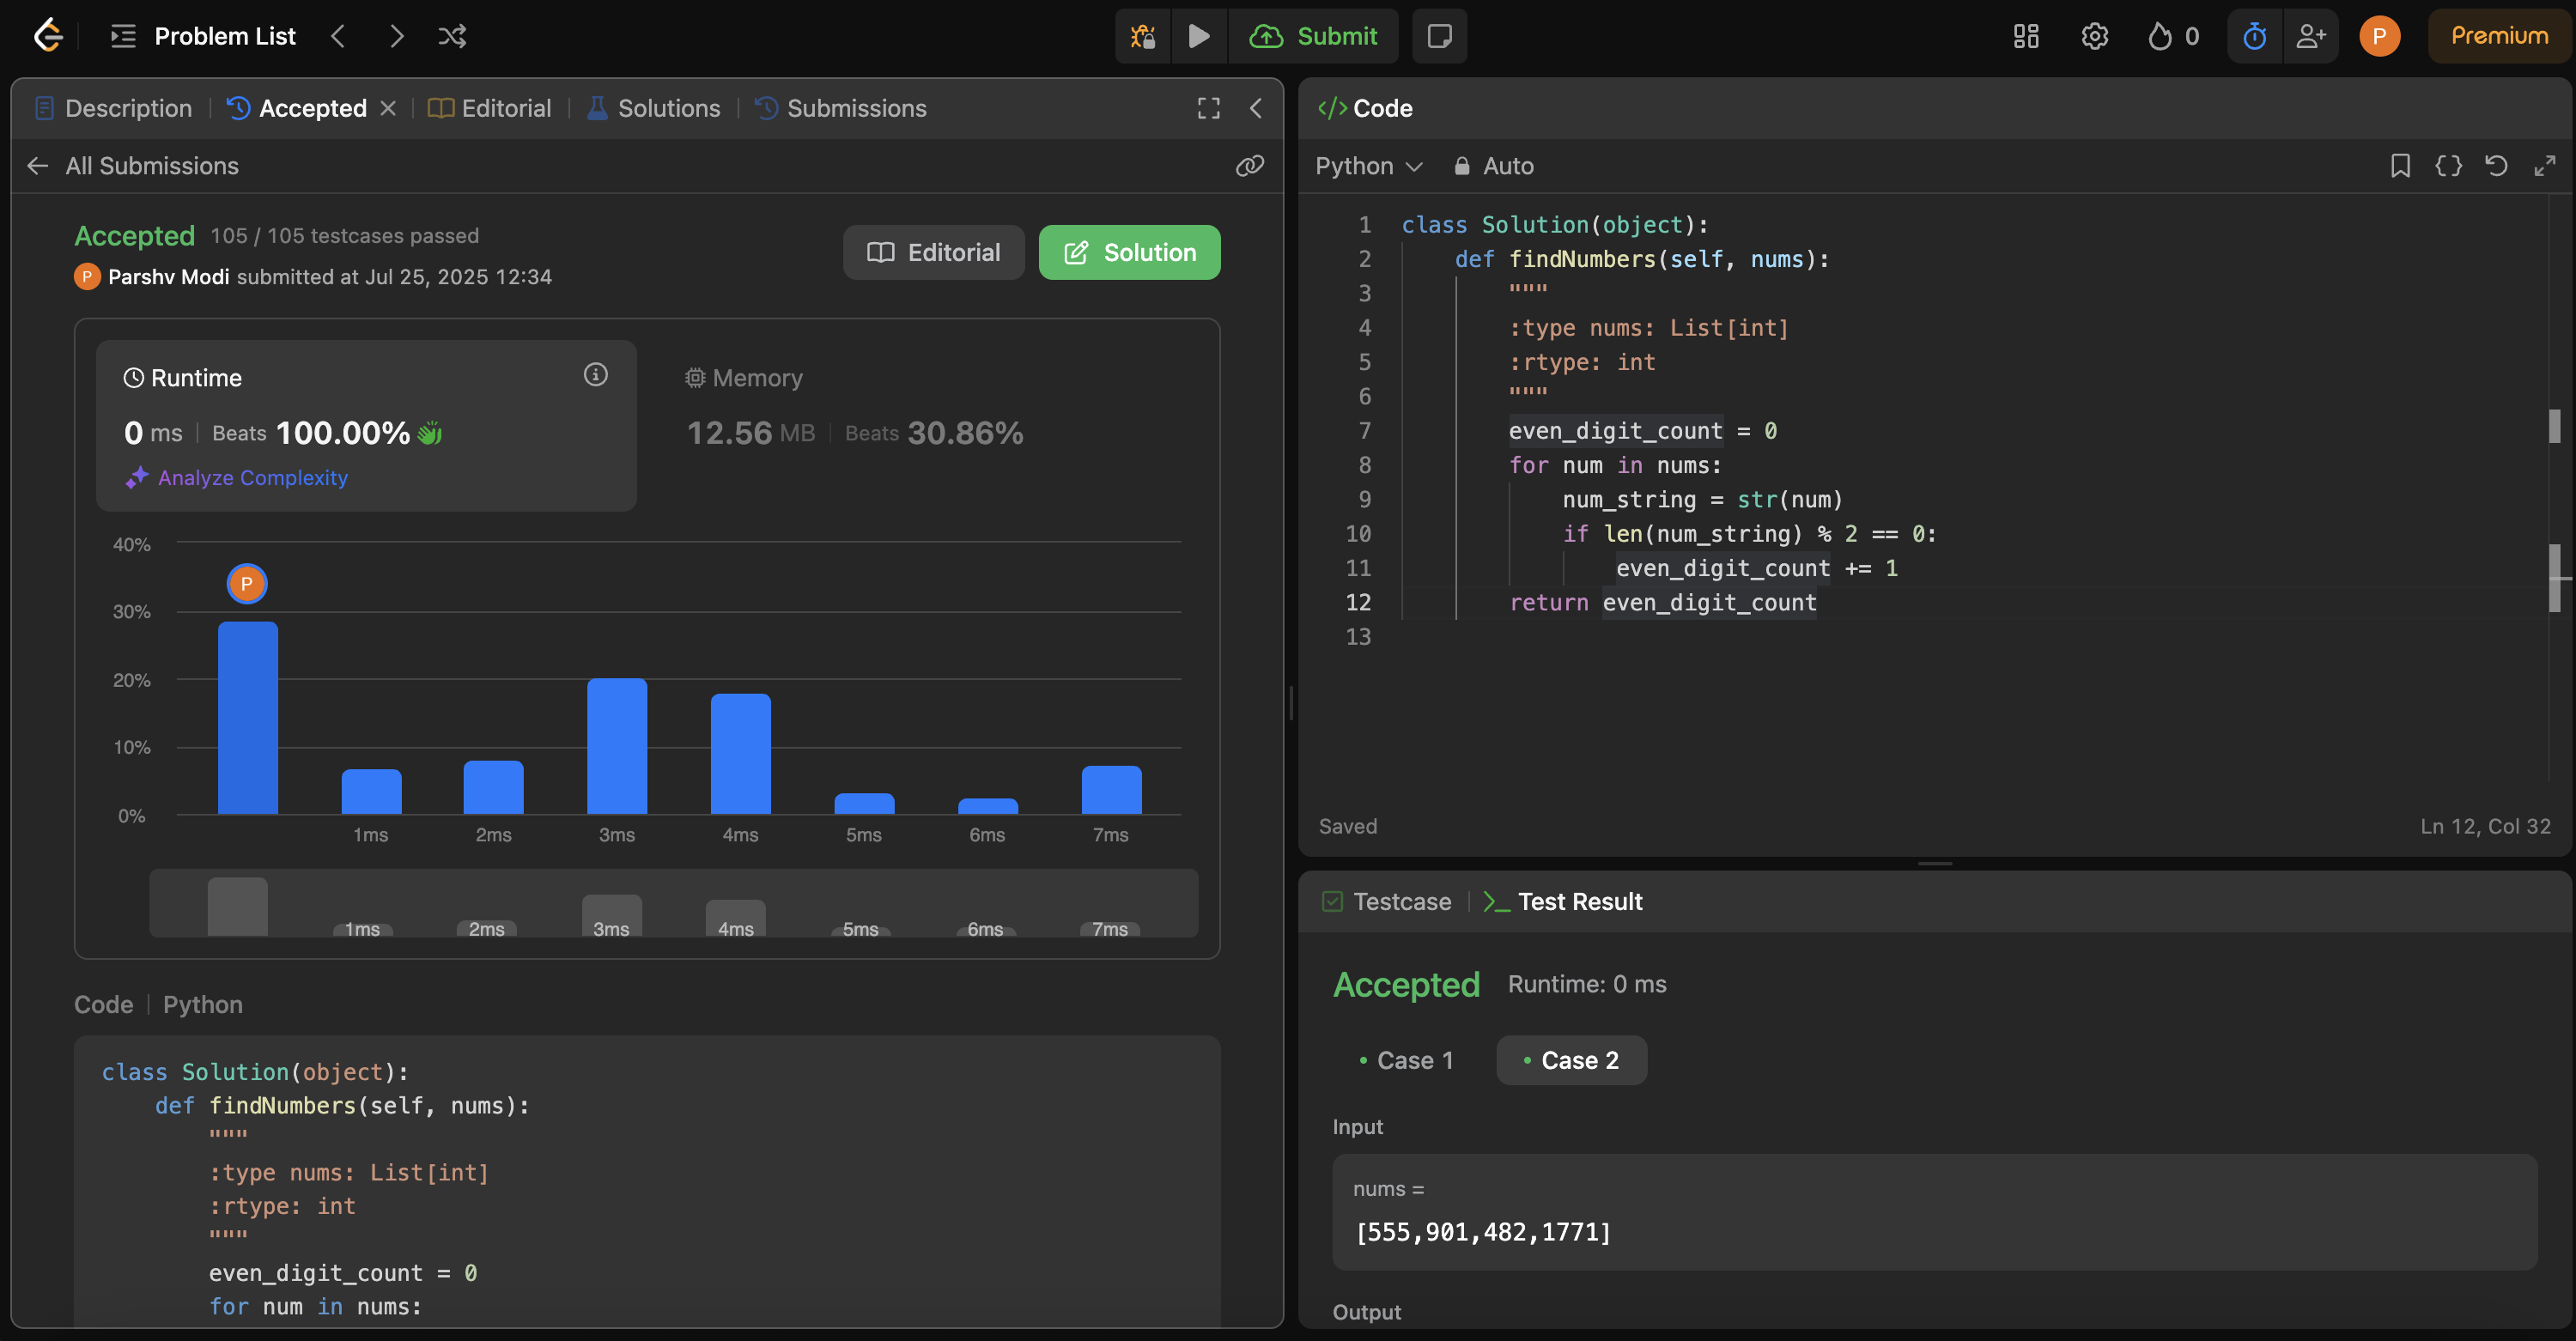 Problem List
Submit
0
P
Premium
Description
Accepted
Editorial
Solutions
Submissions
All Submissions
Accepted 105 / 105 testcases passed
P Parshv Modi submitted at Jul 25, 2025 12:34
Editorial
Solution
Runtime
0 ms Beats 100.00%
Analyze Complexity
Memory
12.56 MB Beats 30.86%
40%
30%
20%
10%
0%
P
1ms 2ms 3ms 4ms 5ms 6ms 7ms
1ms 2ms 3ms 4ms 5ms 6ms 7ms
Code | Python
class Solution(object):
    def findNumbers(self, nums):
        """
        :type nums: List[int]
        :rtype: int
        """
        even_digit_count = 0
        for num in nums:
</> Code
Python Auto
1 class Solution(object):
2     def findNumbers(self, nums):
3         """
4         :type nums: List[int]
5         :rtype: int
6         """
7         even_digit_count = 0
8         for num in nums:
9             num_string = str(num)
10             if len(num_string) % 2 == 0:
11                 even_digit_count += 1
12         return even_digit_count
13
Saved
Ln 12, Col 32
Testcase
>_ Test Result
Accepted Runtime: 0 ms
• Case 1
• Case 2
Input
nums =
[555,901,482,1771]
Output